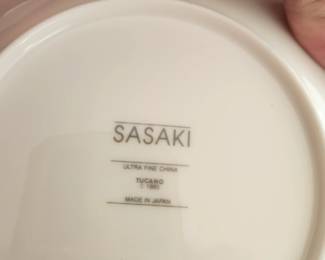 SASAKI
ULTRA FINE CHINA
TUCANO
MADE IN JAPAN